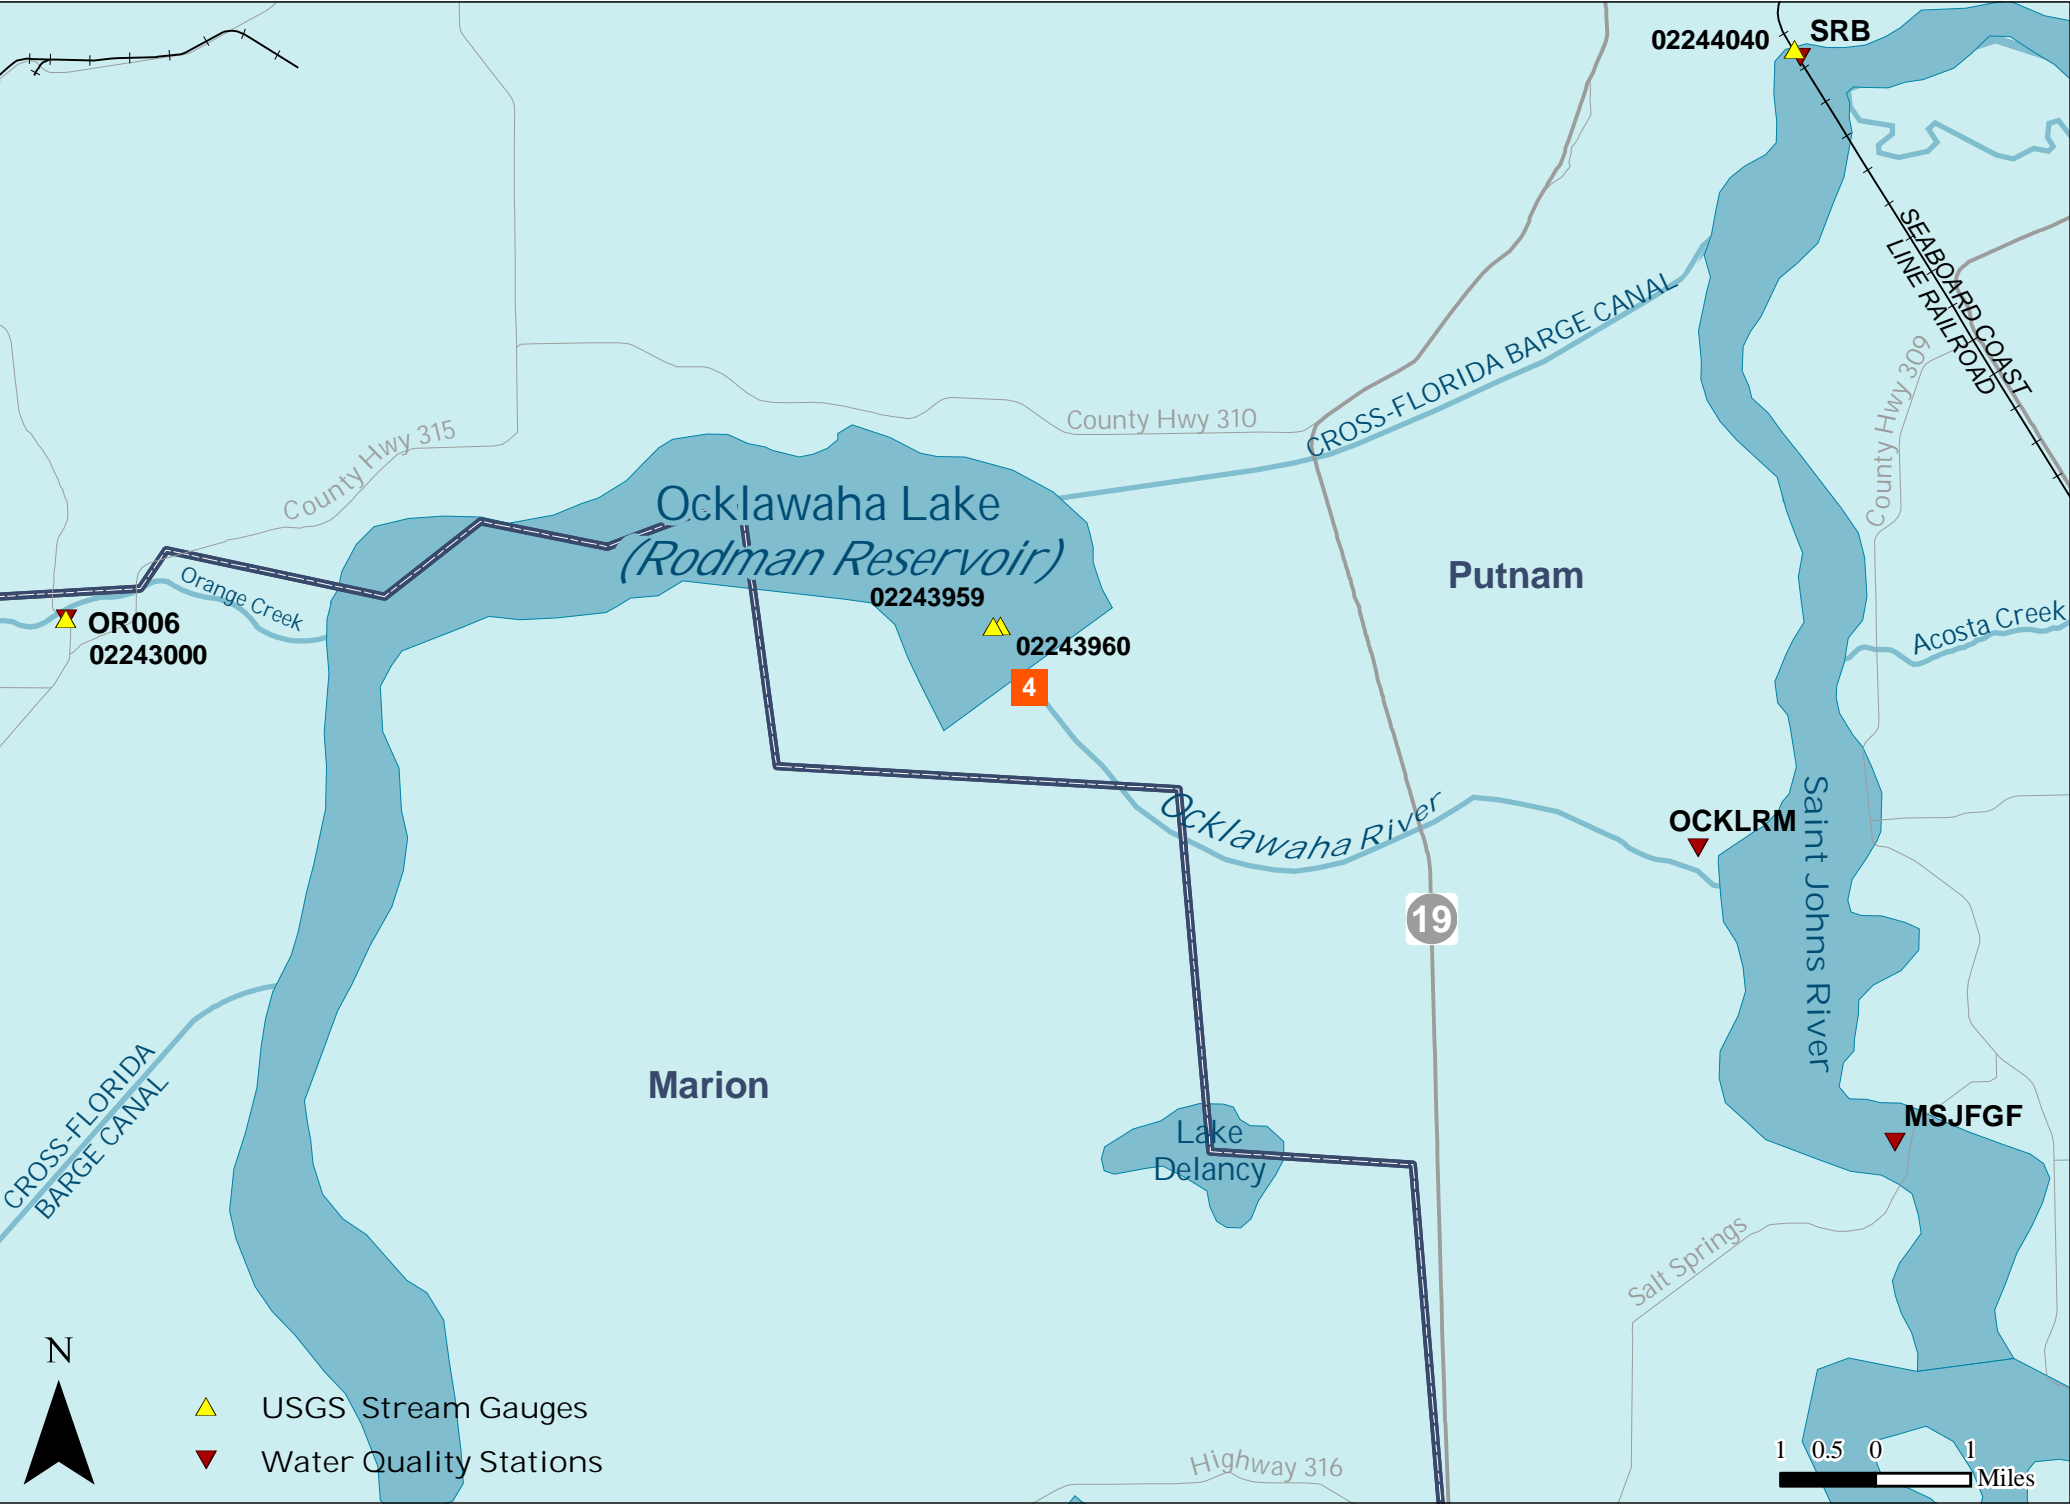 SRB
02244040
SEABOARD COAST
LINE RAILROAD
CROSS-FLORIDA BARGE CANAL
County Hwy 309
County Hwy 310
County Hwy 315
Ocklawaha Lake
(Rodman Reservoir)
02243959
02243960
4
Putnam
Orange Creek
OR006
02243000
Acosta Creek
Ocklawaha River
OCKLRM
Saint Johns River
19
Marion
CROSS-FLORIDA
BARGE CANAL
Lake
Delancy
MSJFGF
Salt Springs
Highway 316
N
USGS Stream Gauges
Water Quality Stations
1 0.5 0 1
Miles